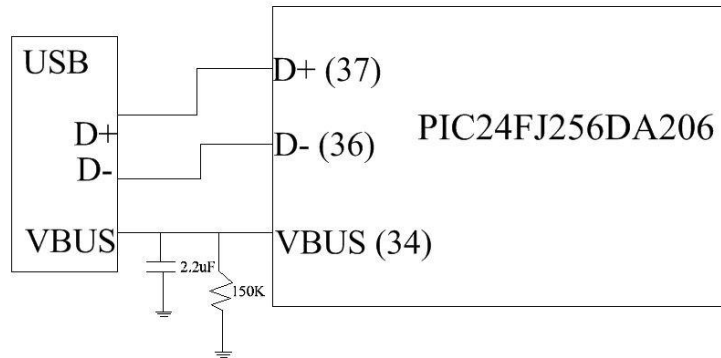 USB
D+
D-
VBUS
2.2uF
150K
D+ (37)
D- (36)
VBUS (34)
PIC24FJ256DA206